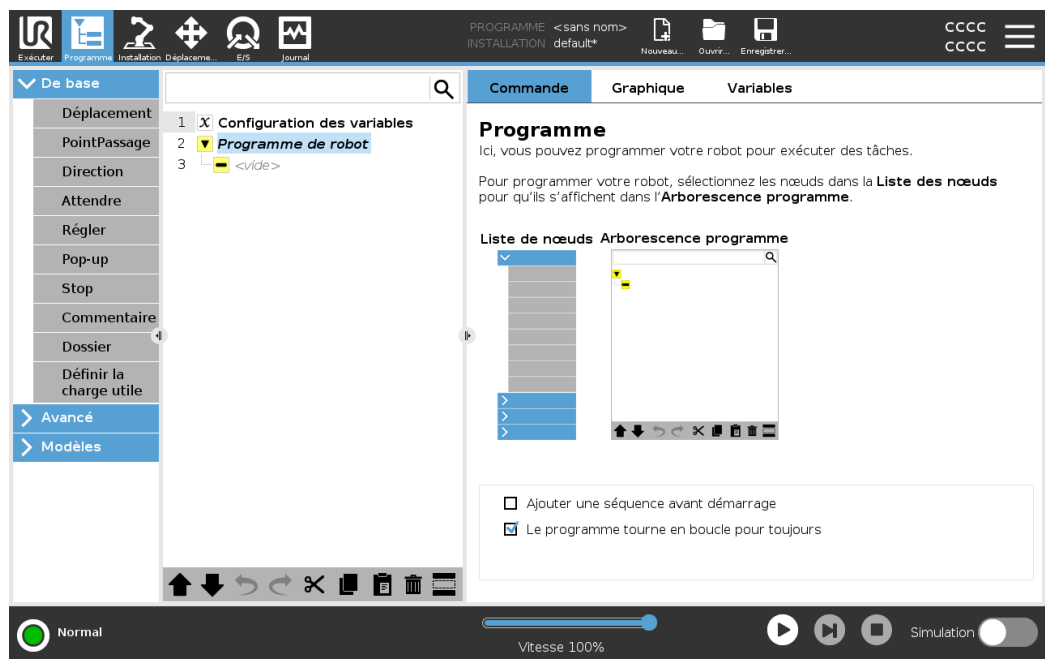 UR
PROGRAMME <sans nom>
INSTALLATION default*
Exécuter
Programme
Installation
Déplaceme...
E/S
Journal
Nouveau...
Ouvrir...
Enregistrer...
cccc
cccc
De base
Déplacement
PointPassage
Direction
Attendre
Régler
Pop-up
Stop
Commentaire
Dossier
Définir la
charge utile
Avancé
Modèles
1 X Configuration des variables
2 Programme de robot
3 <vide>
Commande Graphique Variables
Programme
Ici, vous pouvez programmer votre robot pour exécuter des tâches.
Pour programmer votre robot, sélectionnez les nœuds dans la Liste des nœuds
pour qu'ils s'affichent dans l'Arborescence programme.
Liste de nœuds Arborescence programme
Ajouter une séquence avant démarrage
Le programme tourne en boucle pour toujours
Normal
Vitesse 100%
Simulation